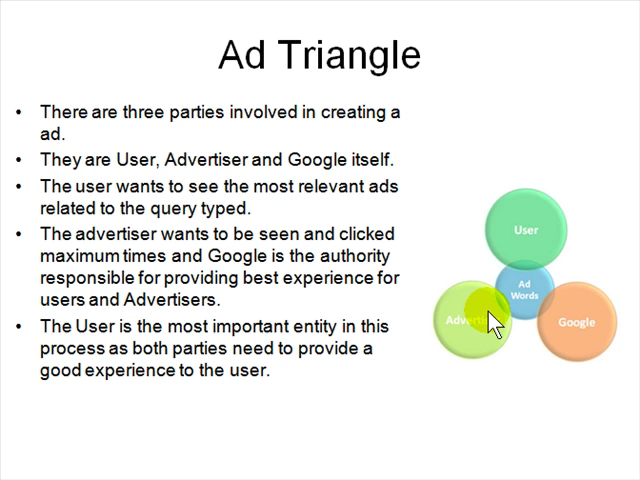 Ad Triangle
• There are three parties involved in creating a
ad.
• They are User, Advertiser and Google itself.
• The user wants to see the most relevant ads
related to the query typed.
• The advertiser wants to be seen and clicked
maximum times and Google is the authority
responsible for providing best experience for
users and Advertisers.
• The User is the most important entity in this
process as both parties need to provide a
good experience to the user.
User
Ad
Words
Google